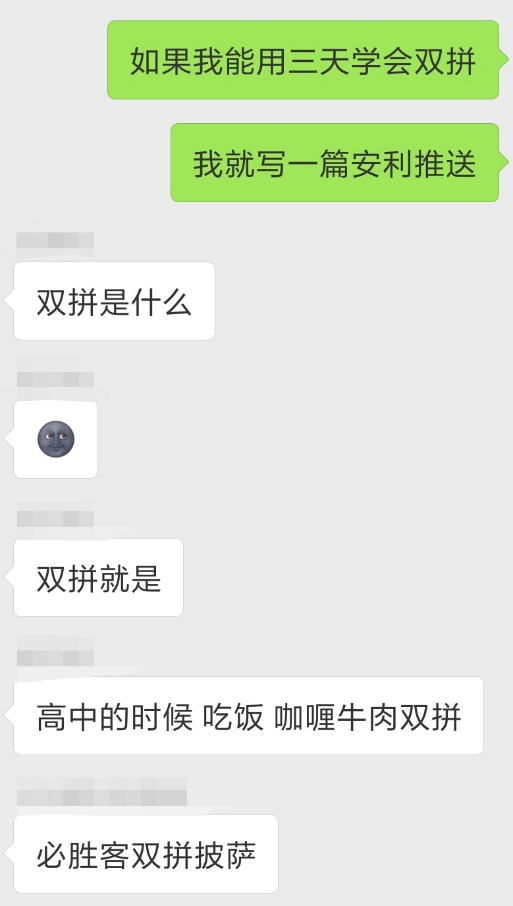 如果我能用三天学会双拼
我就写一篇安利推送
双拼是什么
🌚
双拼就是
高中的时候 吃饭 咖喱牛肉双拼
必胜客双拼披萨